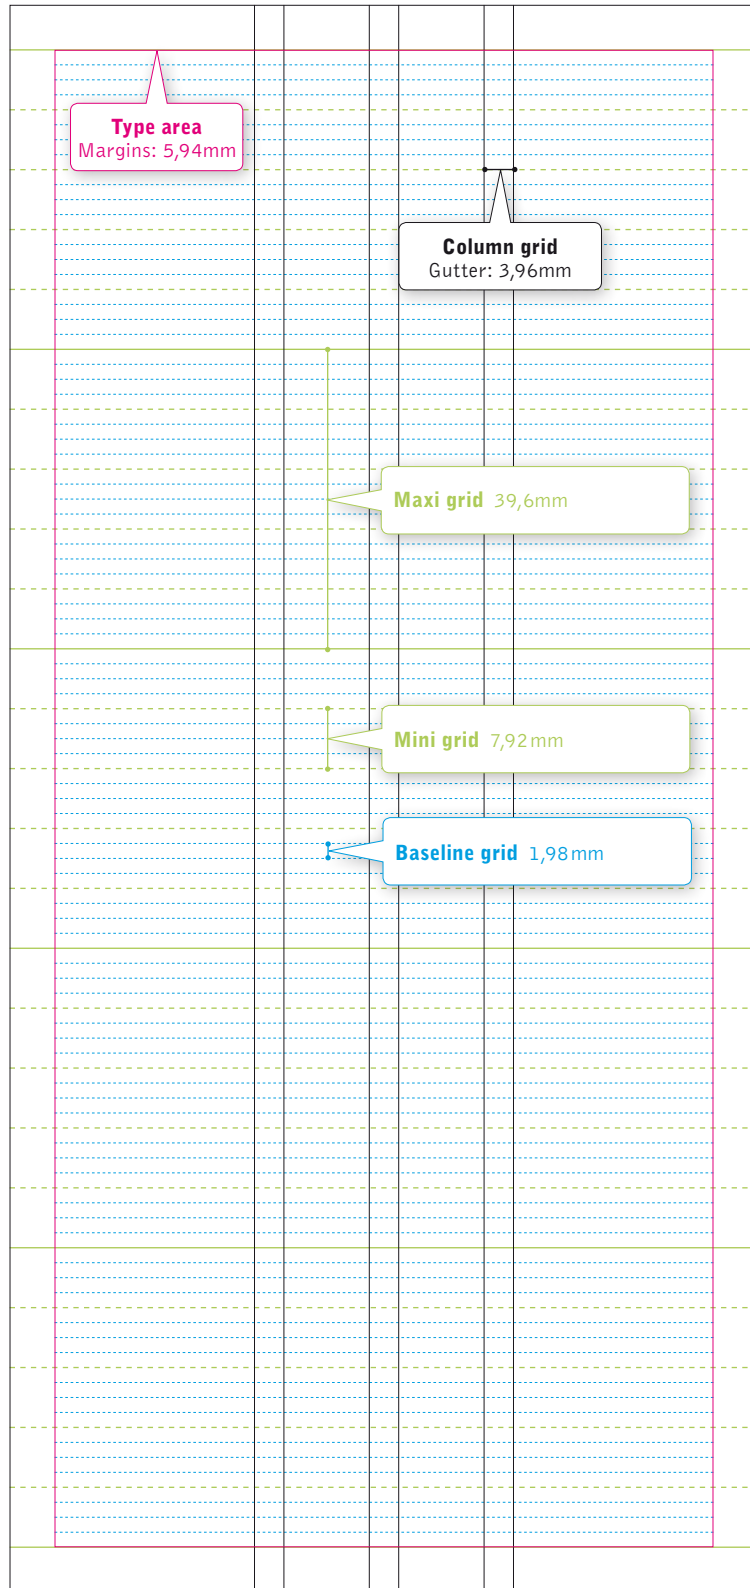 Type area
Margins: 5,94mm
Column grid
Gutter: 3,96mm
Maxi grid 39,6mm
Mini grid 7,92mm
Baseline grid 1,98mm